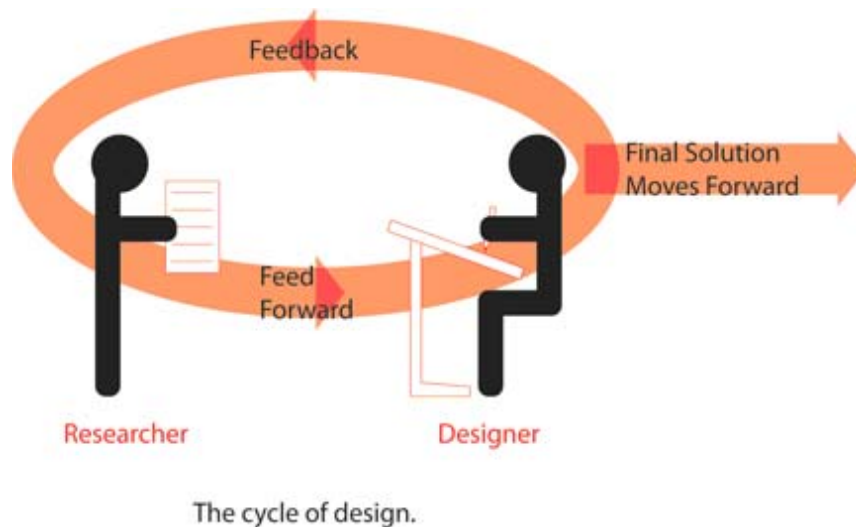 Feedback
Final Solution
Moves Forward
Feed
Forward
Researcher
Designer
The cycle of design.